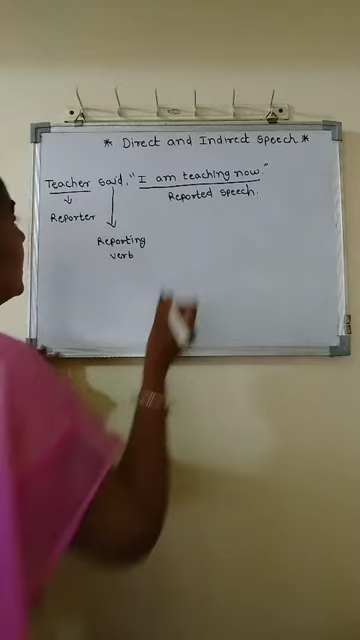 * Direct and Indirect Speech *
Teacher said, "I am teaching now."
Reporter
Reported speech.
Reporting
verb